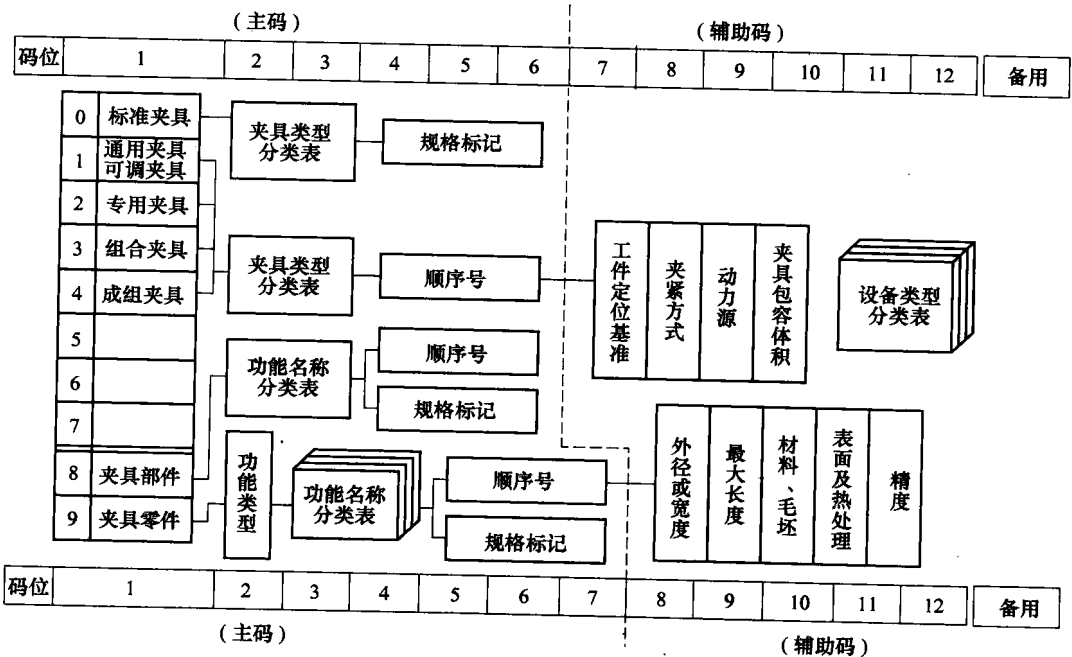 （主码）
（辅助码）
码位 1 2 3 4 5 6 7 8 9 10 11 12 备用
0 标准夹具
1 通用夹具
可调夹具
2 专用夹具
3 组合夹具
4 成组夹具
5
6
7
8 夹具部件
9 夹具零件
夹具类型
分类表
规格标记
夹具类型
分类表
顺序号
工件定位基准
夹紧方式
动力源
夹具包容体积
设备类型
分类表
功能名称
分类表
顺序号
规格标记
功能类型
功能名称
分类表
顺序号
规格标记
外径或宽度
最大长度
材料、毛坯
表面及热处理
精度
码位 1 2 3 4 5 6 7 8 9 10 11 12 备用
（主码）
（辅助码）